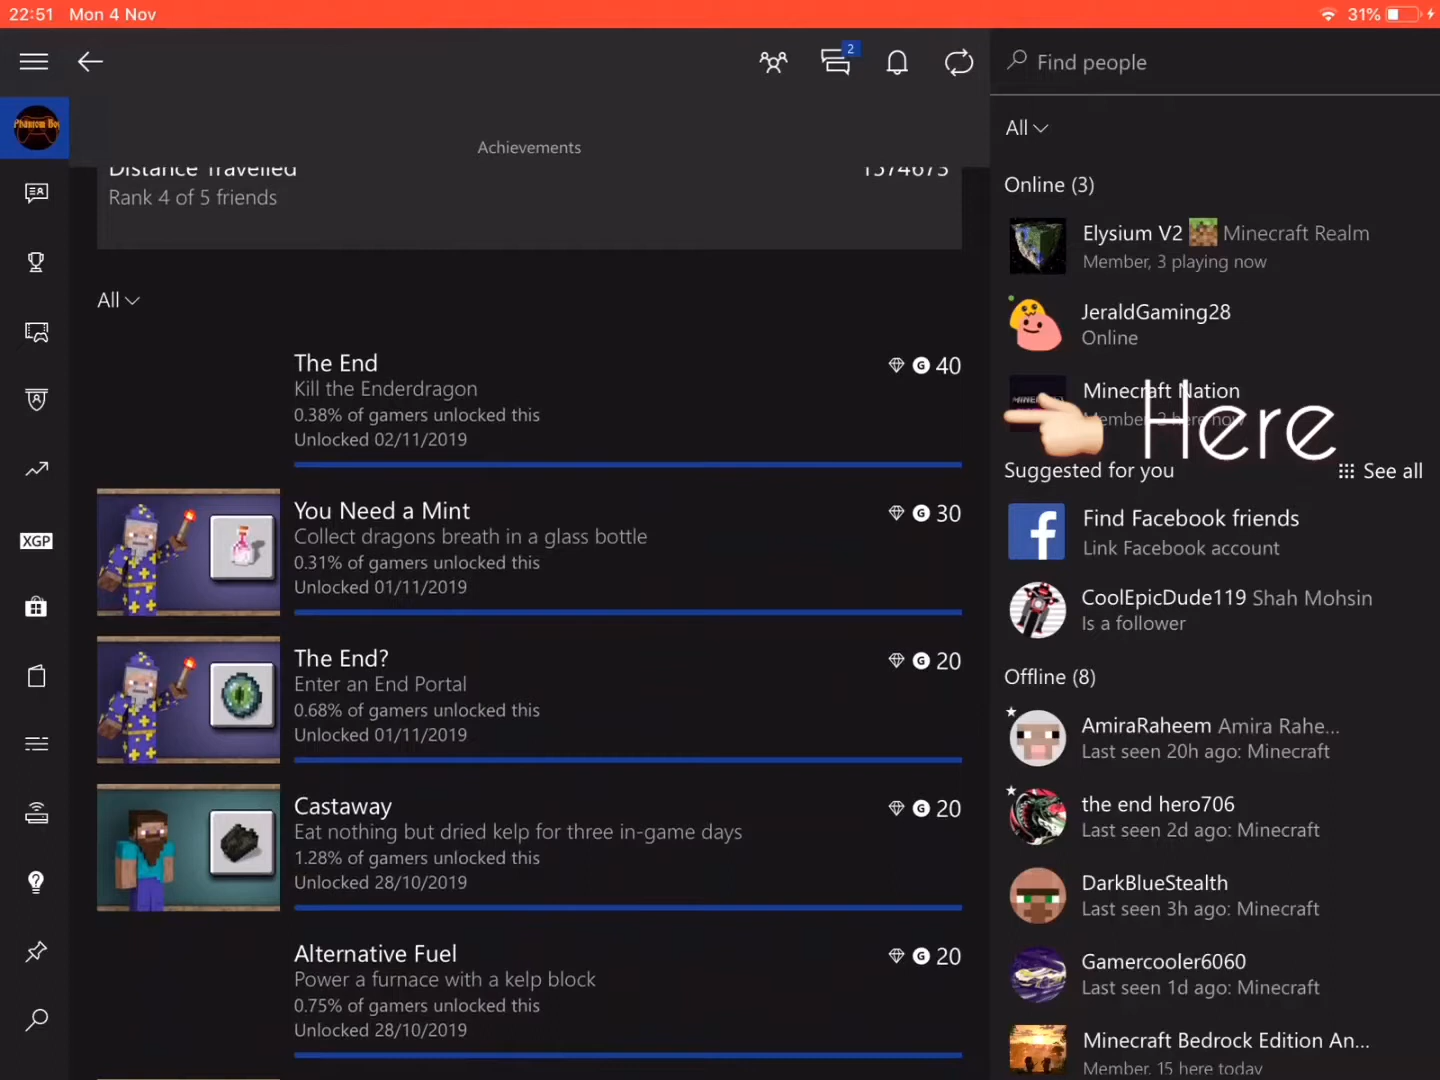 22:51 Mon 4 Nov
31%
2
Find people
Phantom
Achievements
All
Distance Travelled
1374673
Rank 4 of 5 friends
Online (3)
Elysium V2 Minecraft Realm
Member, 3 playing now
All
JeraldGaming28
Online
The End
40
Kill the Enderdragon
0.38% of gamers unlocked this
Unlocked 02/11/2019
Minecraft Nation
Member, 2 here now
Here
Suggested for you
See all
XGP
You Need a Mint
30
Collect dragons breath in a glass bottle
0.31% of gamers unlocked this
Unlocked 01/11/2019
Find Facebook friends
Link Facebook account
CoolEpicDude119 Shah Mohsin
Is a follower
The End?
20
Enter an End Portal
0.68% of gamers unlocked this
Unlocked 01/11/2019
Offline (8)
AmiraRaheem Amira Rahe...
Last seen 20h ago: Minecraft
Castaway
20
Eat nothing but dried kelp for three in-game days
1.28% of gamers unlocked this
Unlocked 28/10/2019
the end hero706
Last seen 2d ago: Minecraft
DarkBlueStealth
Last seen 3h ago: Minecraft
Alternative Fuel
20
Power a furnace with a kelp block
0.75% of gamers unlocked this
Unlocked 28/10/2019
Gamercooler6060
Last seen 1d ago: Minecraft
Minecraft Bedrock Edition An...
Member, 15 here today